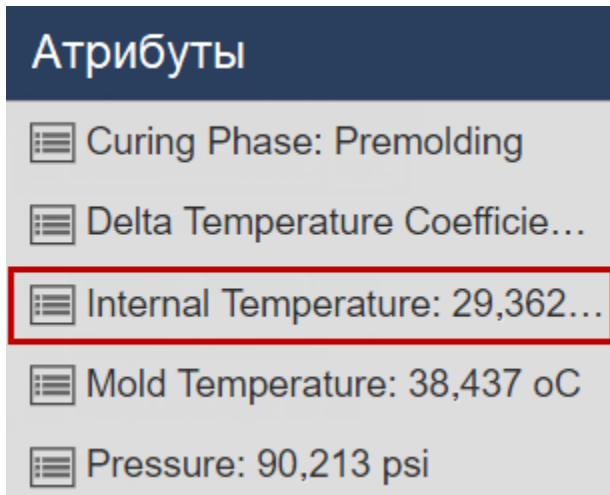 Атрибуты
Curing Phase: Premolding
Delta Temperature Coefficie...
Internal Temperature: 29,362...
Mold Temperature: 38,437 oC
Pressure: 90,213 psi